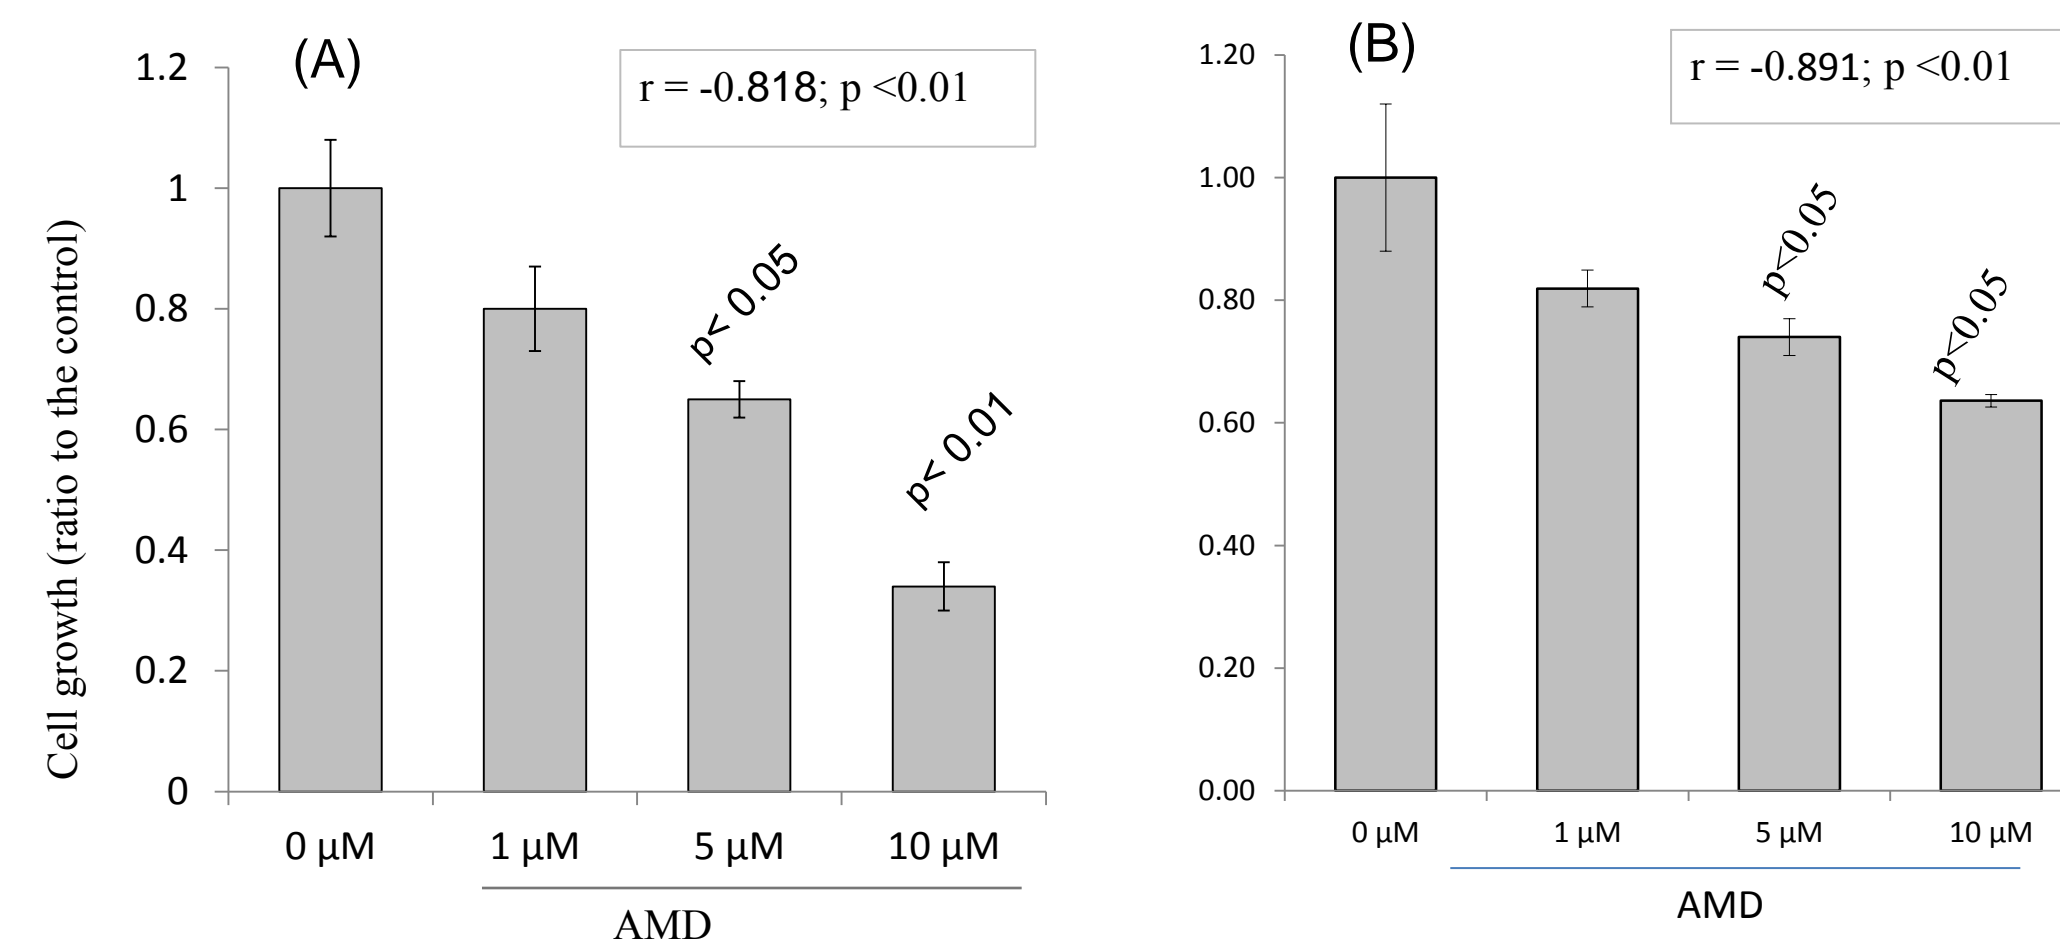 (A)
r = -0.818; p <0.01
1.2
1
0.8
0.6
0.4
0.2
0
Cell growth (ratio to the control)
p< 0.05
p< 0.01
0 µM 1 µM 5 µM 10 µM
AMD
(B)
r = -0.891; p <0.01
1.20
1.00
0.80
0.60
0.40
0.20
0.00
p<0.05
p<0.05
0 µM 1 µM 5 µM 10 µM
AMD